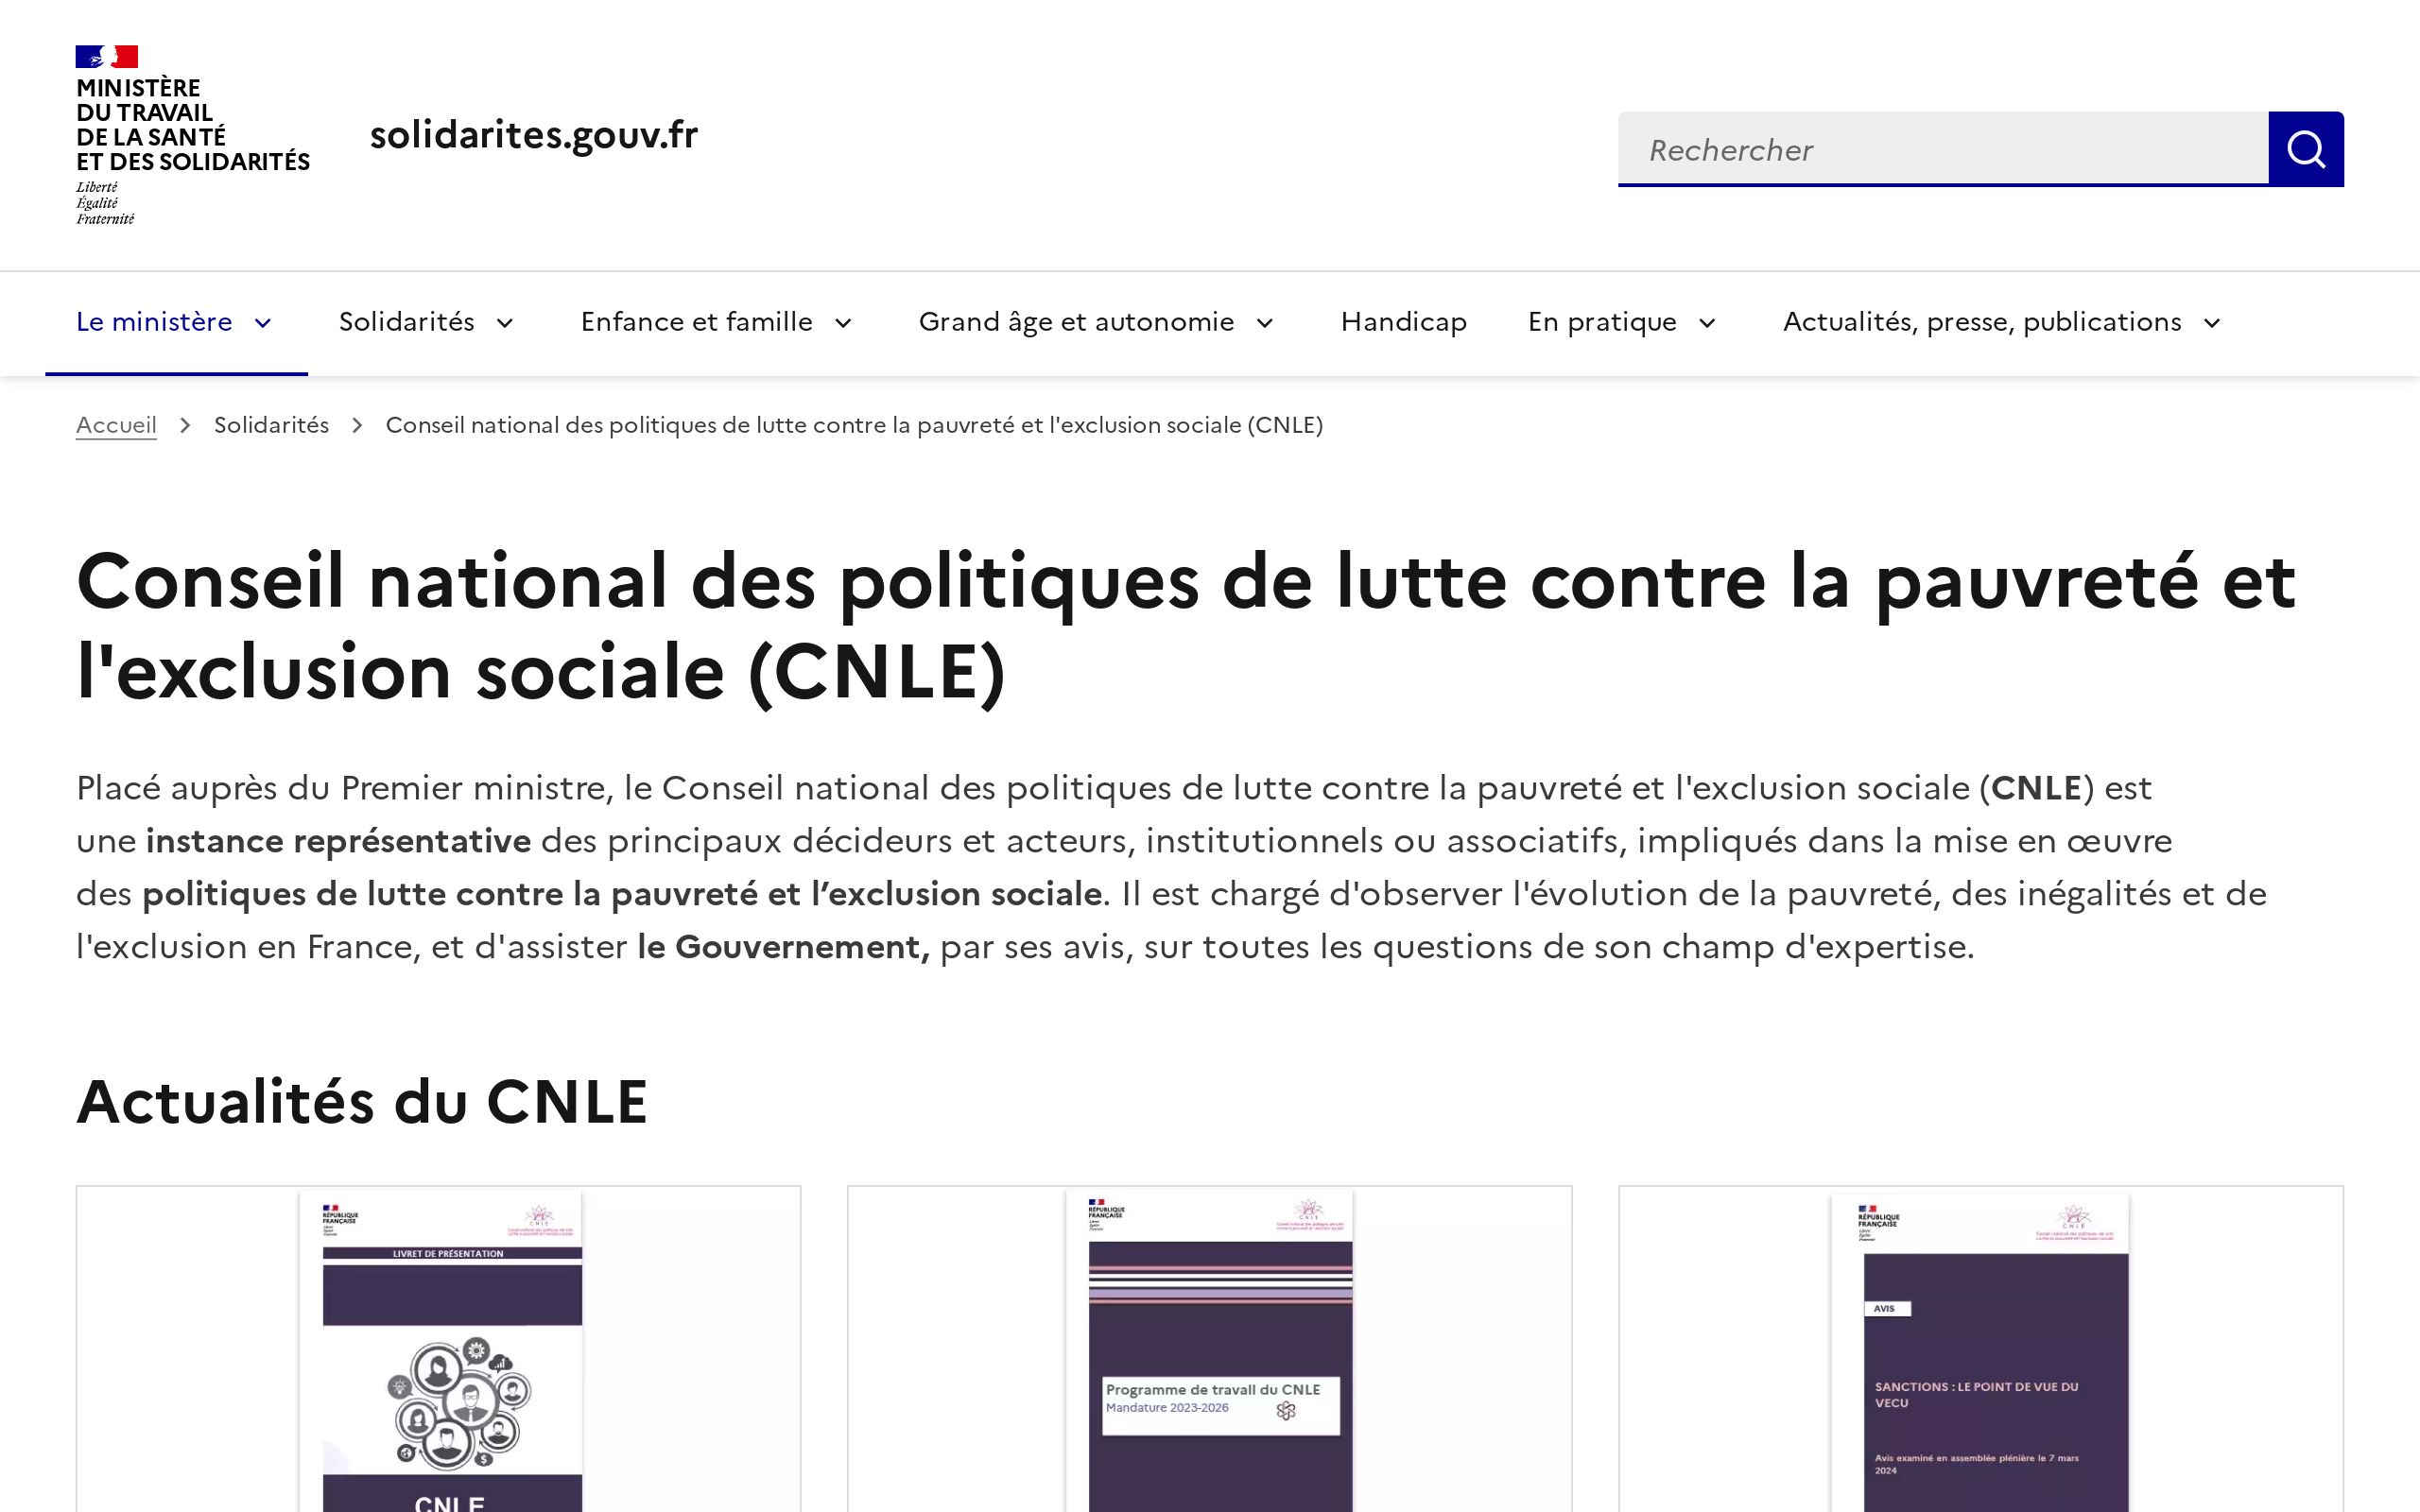 MINISTÈRE
DU TRAVAIL
DE LA SANTÉ
ET DES SOLIDARITÉS
Liberté
Égalité
Fraternité
solidarites.gouv.fr
Rechercher
Le ministère
Solidarités
Enfance et famille
Grand âge et autonomie
Handicap
En pratique
Actualités, presse, publications
Accueil
Solidarités
Conseil national des politiques de lutte contre la pauvreté et l'exclusion sociale (CNLE)
Conseil national des politiques de lutte contre la pauvreté et
l'exclusion sociale (CNLE)
Placé auprès du Premier ministre, le Conseil national des politiques de lutte contre la pauvreté et l'exclusion sociale (CNLE) est
une instance représentative des principaux décideurs et acteurs, institutionnels ou associatifs, impliqués dans la mise en œuvre
des politiques de lutte contre la pauvreté et l’exclusion sociale. Il est chargé d'observer l'évolution de la pauvreté, des inégalités et de
l'exclusion en France, et d'assister le Gouvernement, par ses avis, sur toutes les questions de son champ d'expertise.
Actualités du CNLE
RÉPUBLIQUE
FRANÇAISE
CNLE
LIVRET DE PRÉSENTATION
CNLE
RÉPUBLIQUE
FRANÇAISE
CNLE
Programme de travail du CNLE
Mandature 2023-2026
RÉPUBLIQUE
FRANÇAISE
CNLE
AVIS
SANCTIONS : LE POINT DE VUE DU
VECU
Avis examiné en assemblée plénière le 7 mars
2024